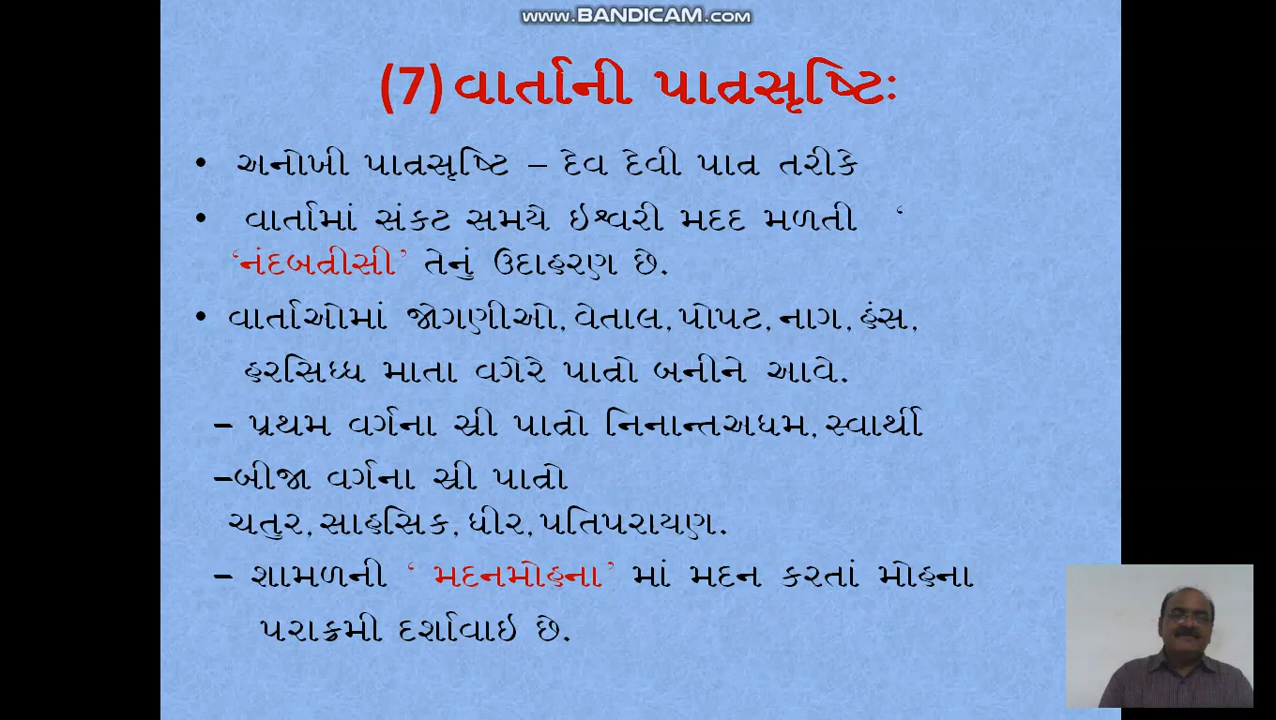 www.BANDICAM.com
(7)વાર્તાની પાત્રસૃષ્ટિઃ
• અનોખી પાત્રસૃષ્ટિ – દેવ દેવી પાત્ર તરીકે
• વાર્તામાં સંકટ સમયે ઇશ્વરી મદદ મળતી ‘
‘નંદબત્રીસી’ તેનું ઉદાહરણ છે.
• વાર્તાઓમાં જોગણીઓ,વેતાલ,પોપટ,નાગ,હંસ,
હરસિધ્ધ માતા વગેરે પાત્રો બનીને આવે.
– પ્રથમ વર્ગના સ્રી પાત્રો નિનાન્તઅધમ,સ્વાર્થી
–બીજા વર્ગના સ્રી પાત્રો
ચતુર,સાહસિક,ધીર,પતિપરાયણ.
– શામળની ‘ મદનમોહના’ માં મદન કરતાં મોહના
પરાક્રમી દર્શાવાઇ છે.